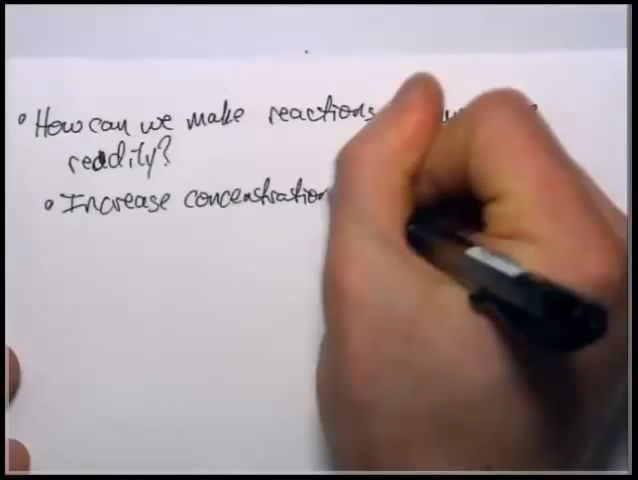 • How can we make reactions
readily?
• Increase concentration